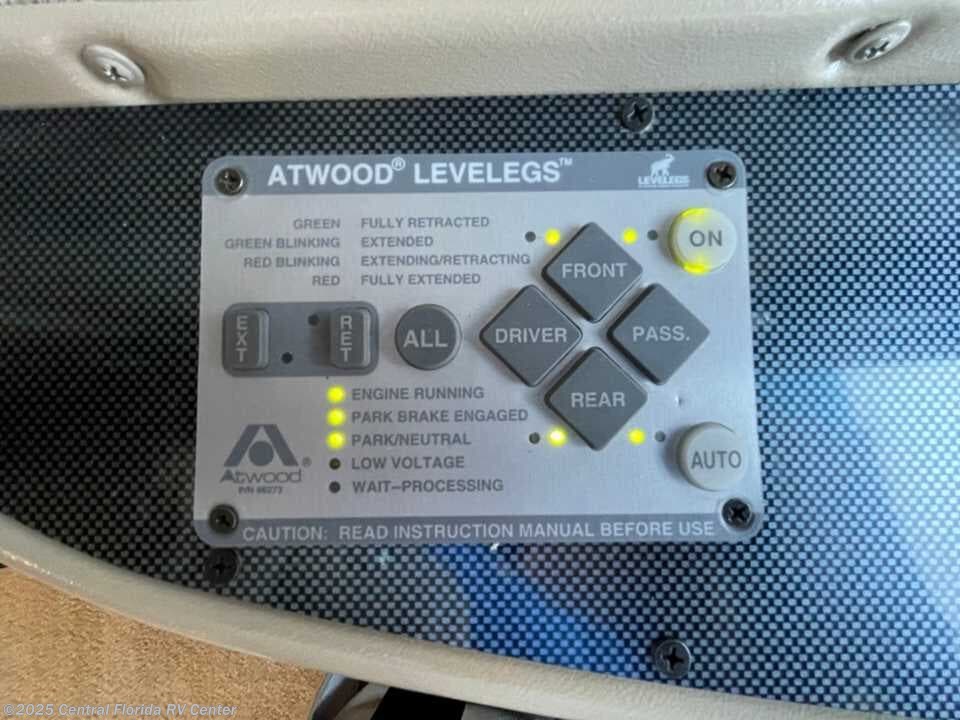 ATWOOD® LEVELEGS™
LEVELEGS
GREEN FULLY RETRACTED
GREEN BLINKING EXTENDED
RED BLINKING EXTENDING/RETRACTING
RED FULLY EXTENDED
ON
FRONT
EXT
RET
ALL
DRIVER
PASS.
REAR
ENGINE RUNNING
PARK BRAKE ENGAGED
PARK/NEUTRAL
LOW VOLTAGE
WAIT–PROCESSING
AUTO
Atwood®
P/N
CAUTION: READ INSTRUCTION MANUAL BEFORE USE
©2025 Central Florida RV Center